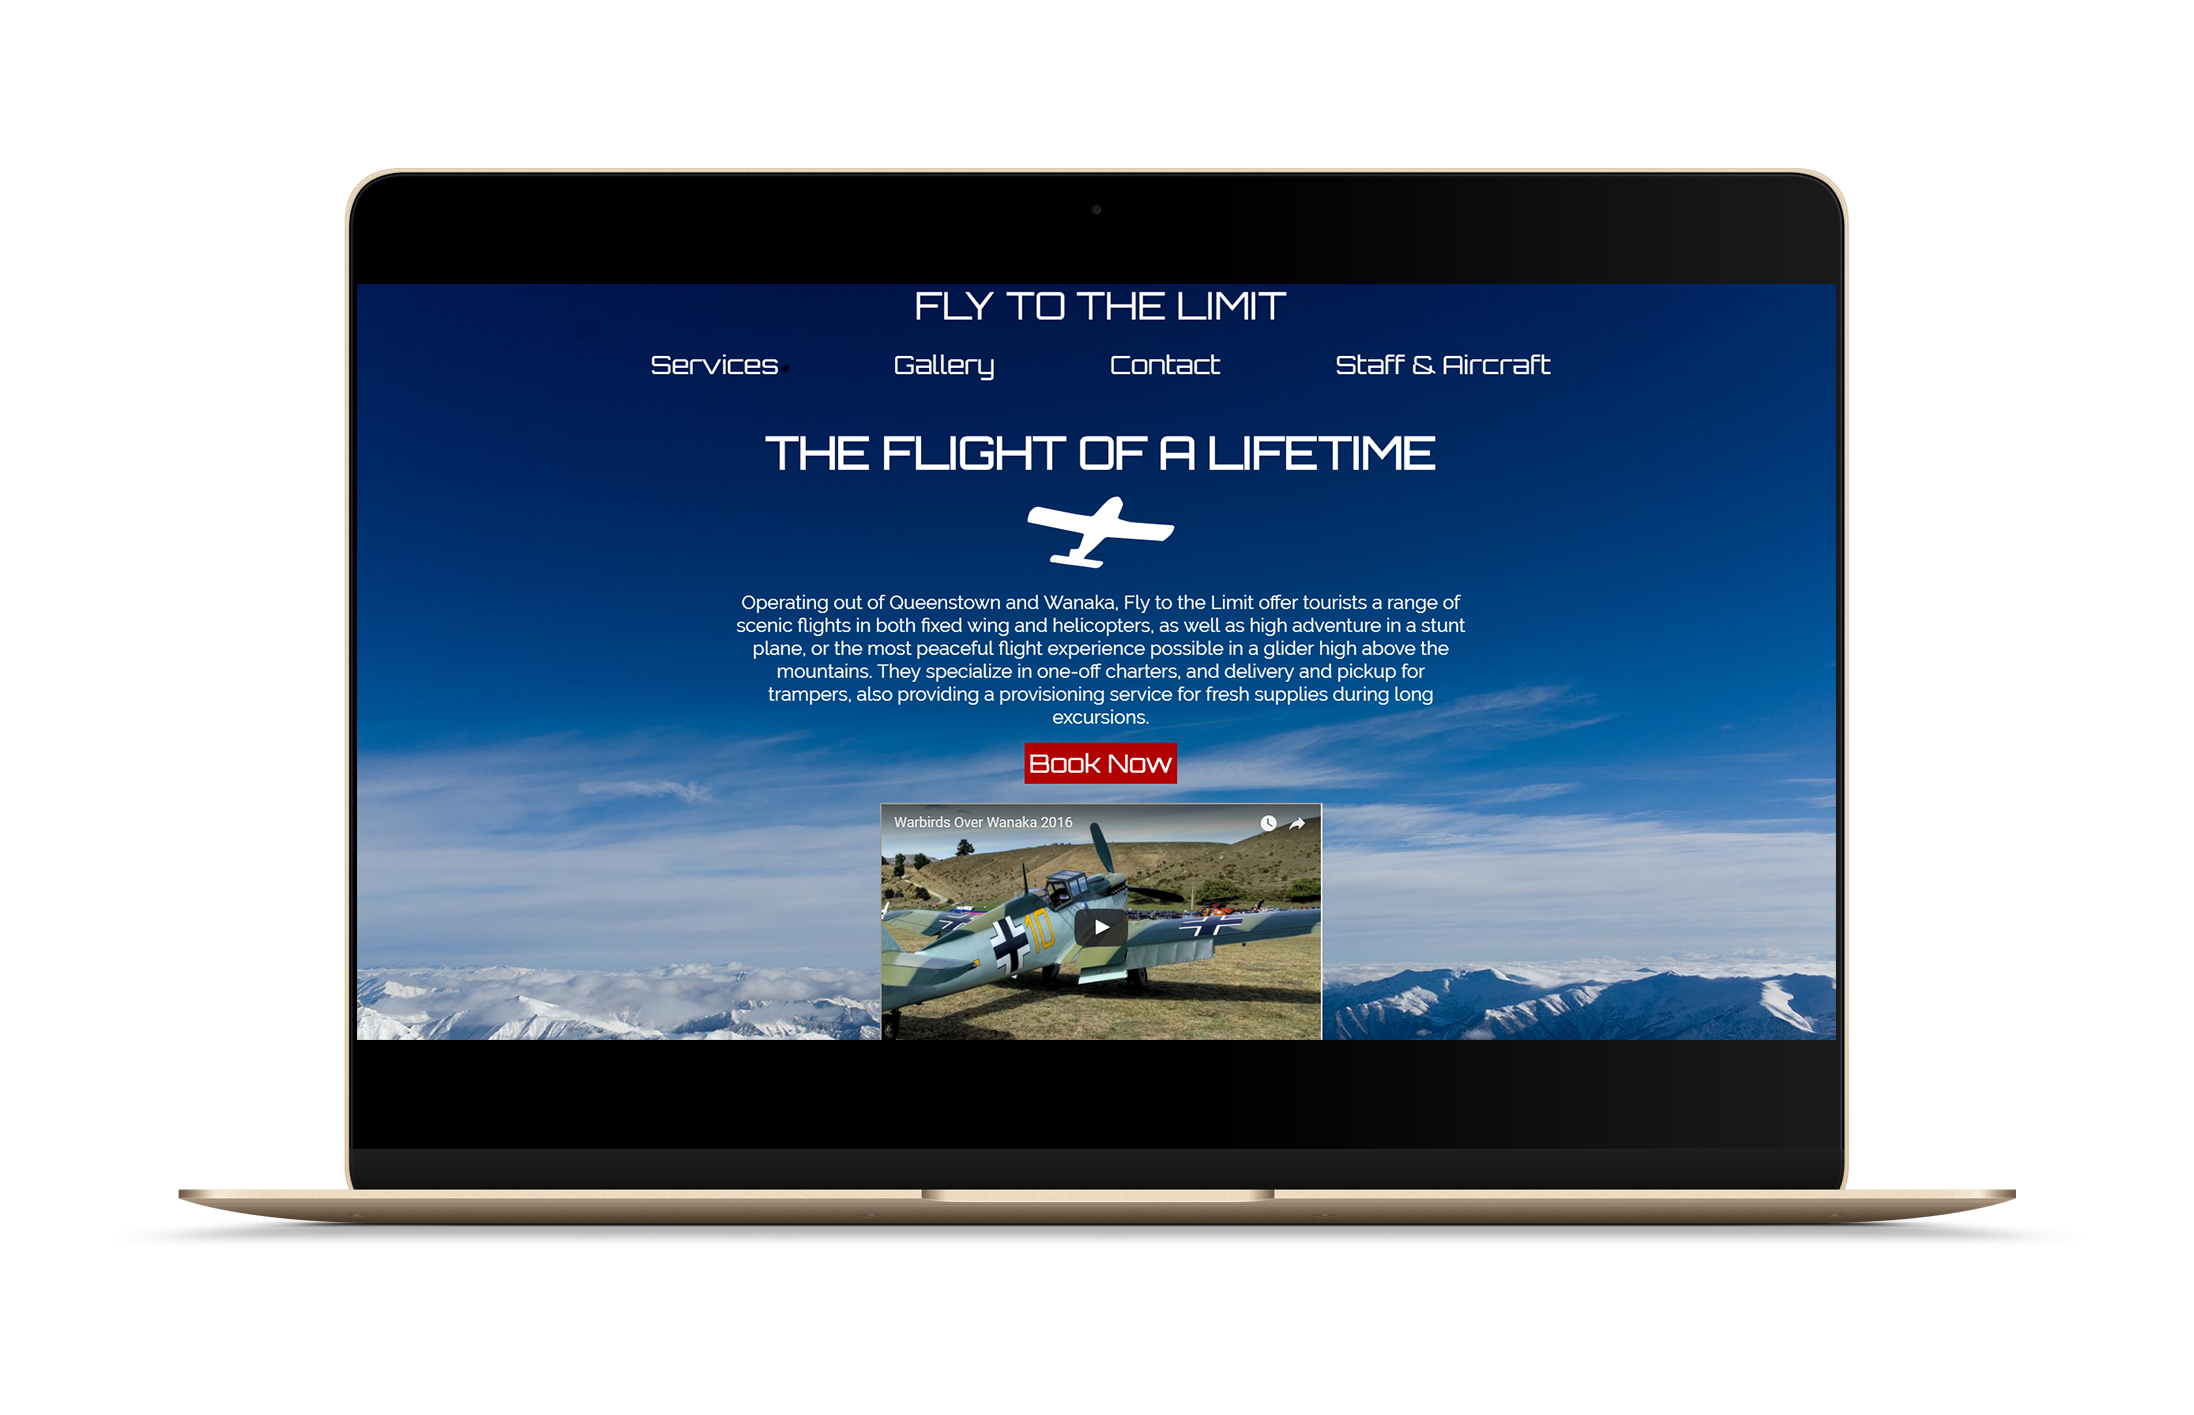 FLY TO THE LIMIT
Services Gallery Contact Staff & Aircraft
THE FLIGHT OF A LIFETIME
Operating out of Queenstown and Wanaka, Fly to the Limit offer tourists a range of
scenic flights in both fixed wing and helicopters, as well as high adventure in a stunt
plane, or the most peaceful flight experience possible in a glider high above the
mountains. They specialize in one-off charters, and delivery and pickup for
trampers, also providing a provisioning service for fresh supplies during long
excursions.
Book Now
Warbirds Over Wanaka 2016
10